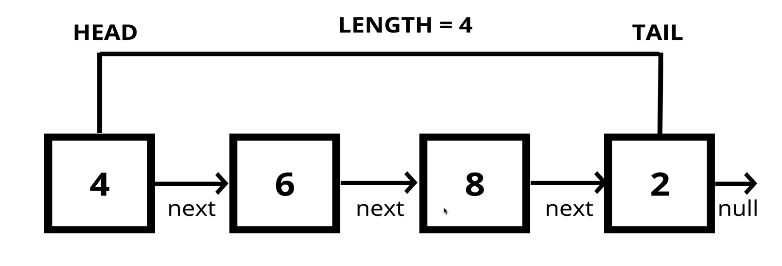 HEAD
LENGTH = 4
TAIL
4
6
8
2
next
next
next
null